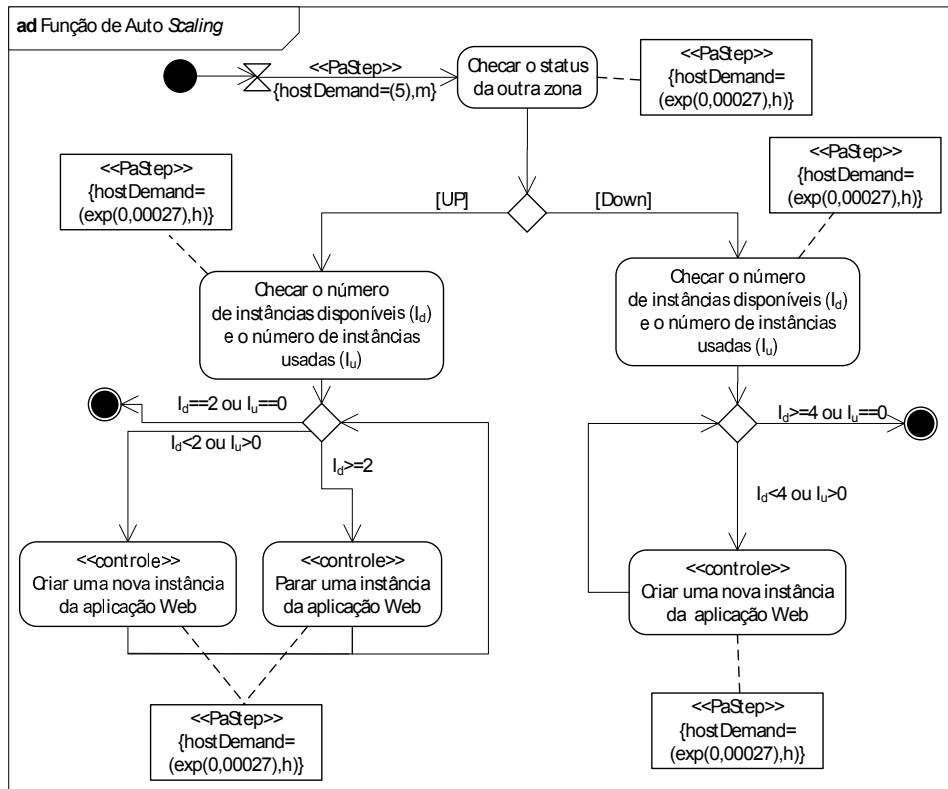 ad Função de Auto Scaling
<<PaStep>>
{hostDemand=(5),m}
Checar o status
da outra zona
<<PaStep>>
{hostDemand=
(exp(0,00027),h)}
<<PaStep>>
{hostDemand=
(exp(0,00027),h)}
<<PaStep>>
{hostDemand=
(exp(0,00027),h)}
[UP]
[Down]
Checar o número
de instâncias disponíveis (Id)
e o número de instâncias
usadas (Iu)
Checar o número
de instâncias disponíveis (Id)
e o número de instâncias
usadas (Iu)
Id==2 ou Iu==0
Id<2 ou Iu>0
Id>=2
Id>=4 ou Iu==0
Id<4 ou Iu>0
<<controle>>
Criar uma nova instância
da aplicação Web
<<controle>>
Parar uma instância
da aplicação Web
<<controle>>
Criar uma nova instância
da aplicação Web
<<PaStep>>
{hostDemand=
(exp(0,00027),h)}
<<PaStep>>
{hostDemand=
(exp(0,00027),h)}